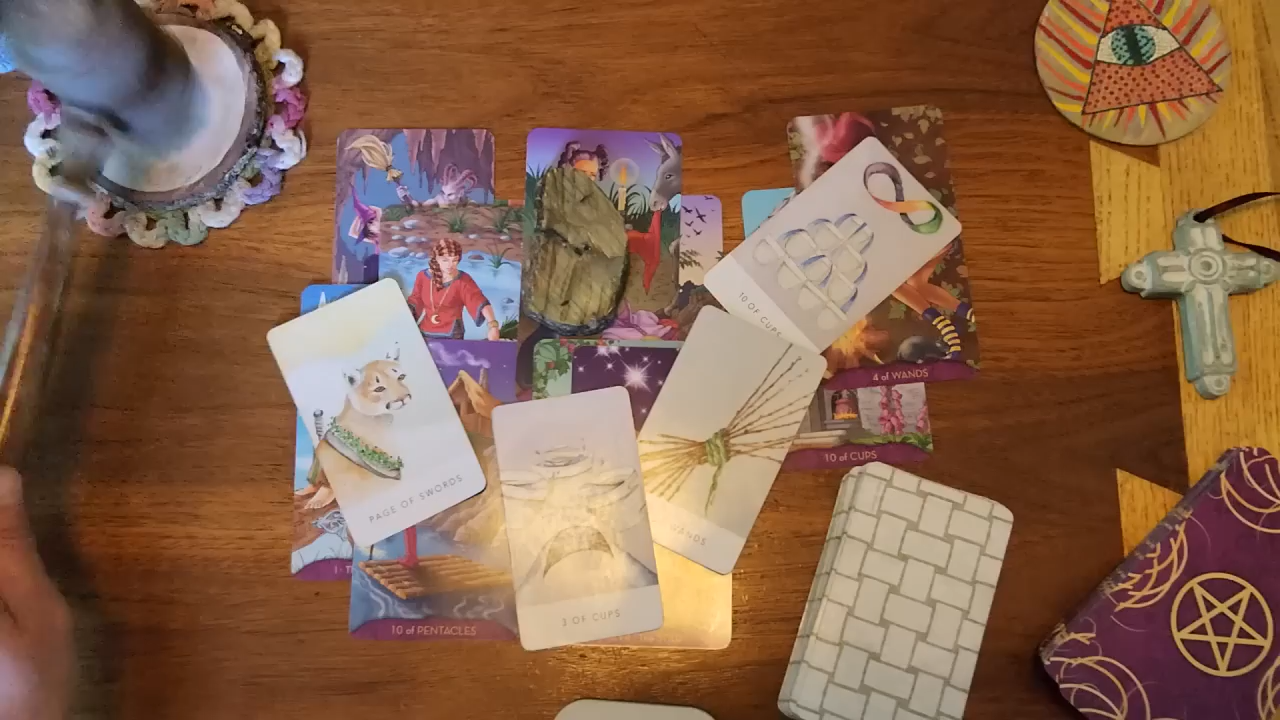 10 OF CUPS
4 of WANDS
10 of CUPS
PAGE OF SWORDS
WANDS
3 OF CUPS
10 of PENTACLES